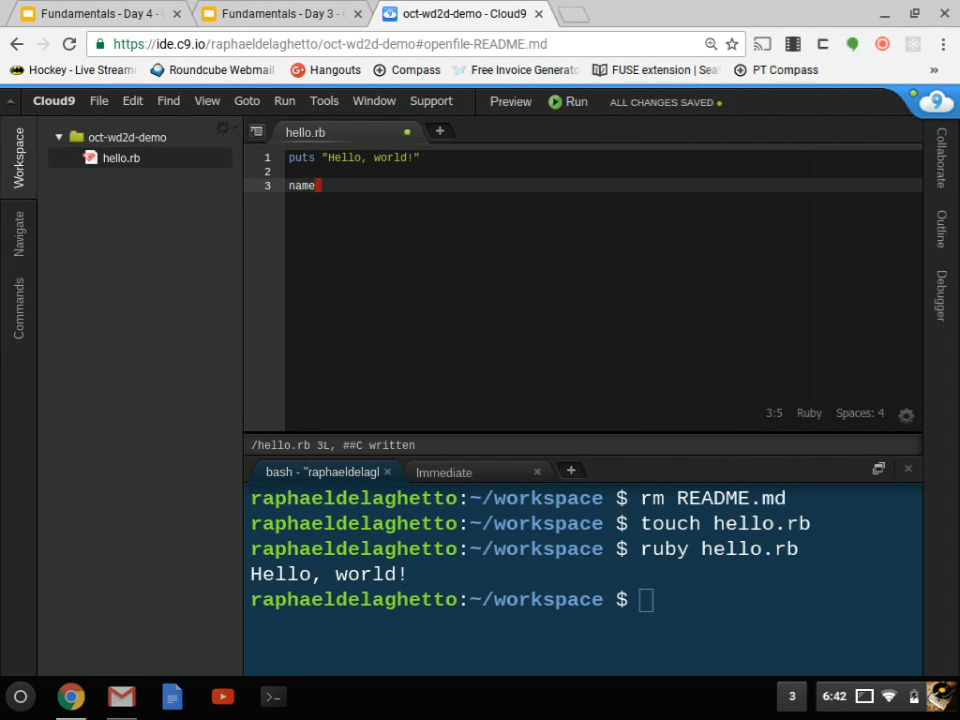 Fundamentals - Day 4 -
Fundamentals - Day 3 -
oct-wd2d-demo - Cloud9
https://ide.c9.io/raphaeldelaghetto/oct-wd2d-demo#openfile-README.md
Hockey - Live Streami
Roundcube Webmail
Hangouts
Compass
Free Invoice Generato
FUSE extension | Sea
PT Compass
»
Cloud9 File Edit Find View Goto Run Tools Window Support Preview Run ALL CHANGES SAVED
9
Workspace
Navigate
Commands
oct-wd2d-demo
hello.rb
hello.rb
1 puts "Hello, world!"
2
3 name
3:5 Ruby Spaces: 4
/hello.rb 3L, ##C written
bash - "raphaeldelagl
Immediate
raphaeldelaghetto:~/workspace $ rm README.md
raphaeldelaghetto:~/workspace $ touch hello.rb
raphaeldelaghetto:~/workspace $ ruby hello.rb
Hello, world!
raphaeldelaghetto:~/workspace $
Collaborate
Outline
Debugger
3
6:42